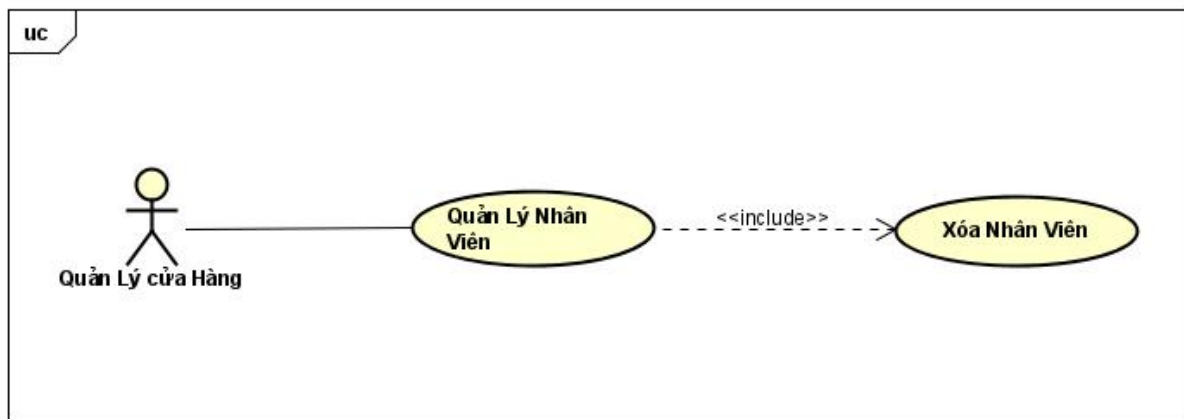 uc
Quản Lý cửa Hàng
Quản Lý Nhân
Viên
<<include>>
Xóa Nhân Viên